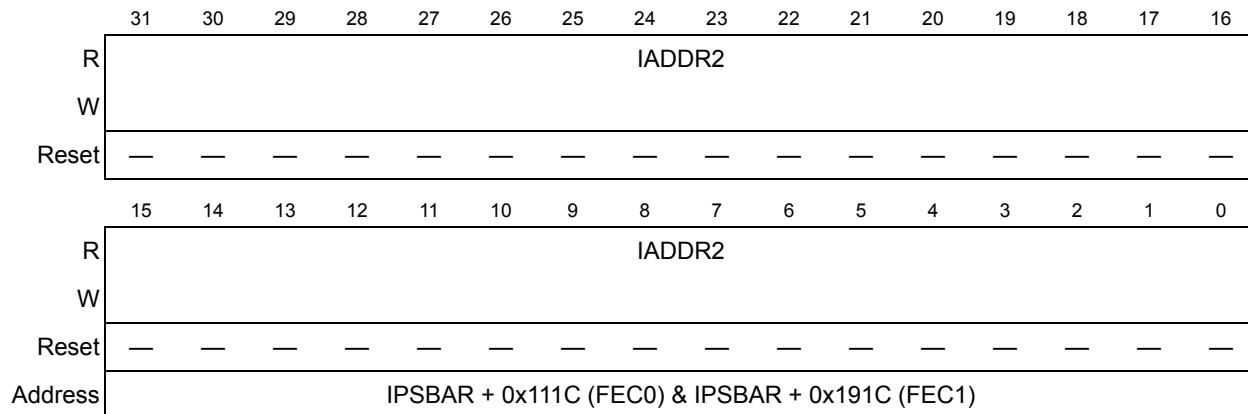 31 30 29 28 27 26 25 24 23 22 21 20 19 18 17 16
R IADDR2
W
Reset — — — — — — — — — — — — — — — —
15 14 13 12 11 10 9 8 7 6 5 4 3 2 1 0
R IADDR2
W
Reset — — — — — — — — — — — — — — — —
Address IPSBAR + 0x111C (FEC0) & IPSBAR + 0x191C (FEC1)